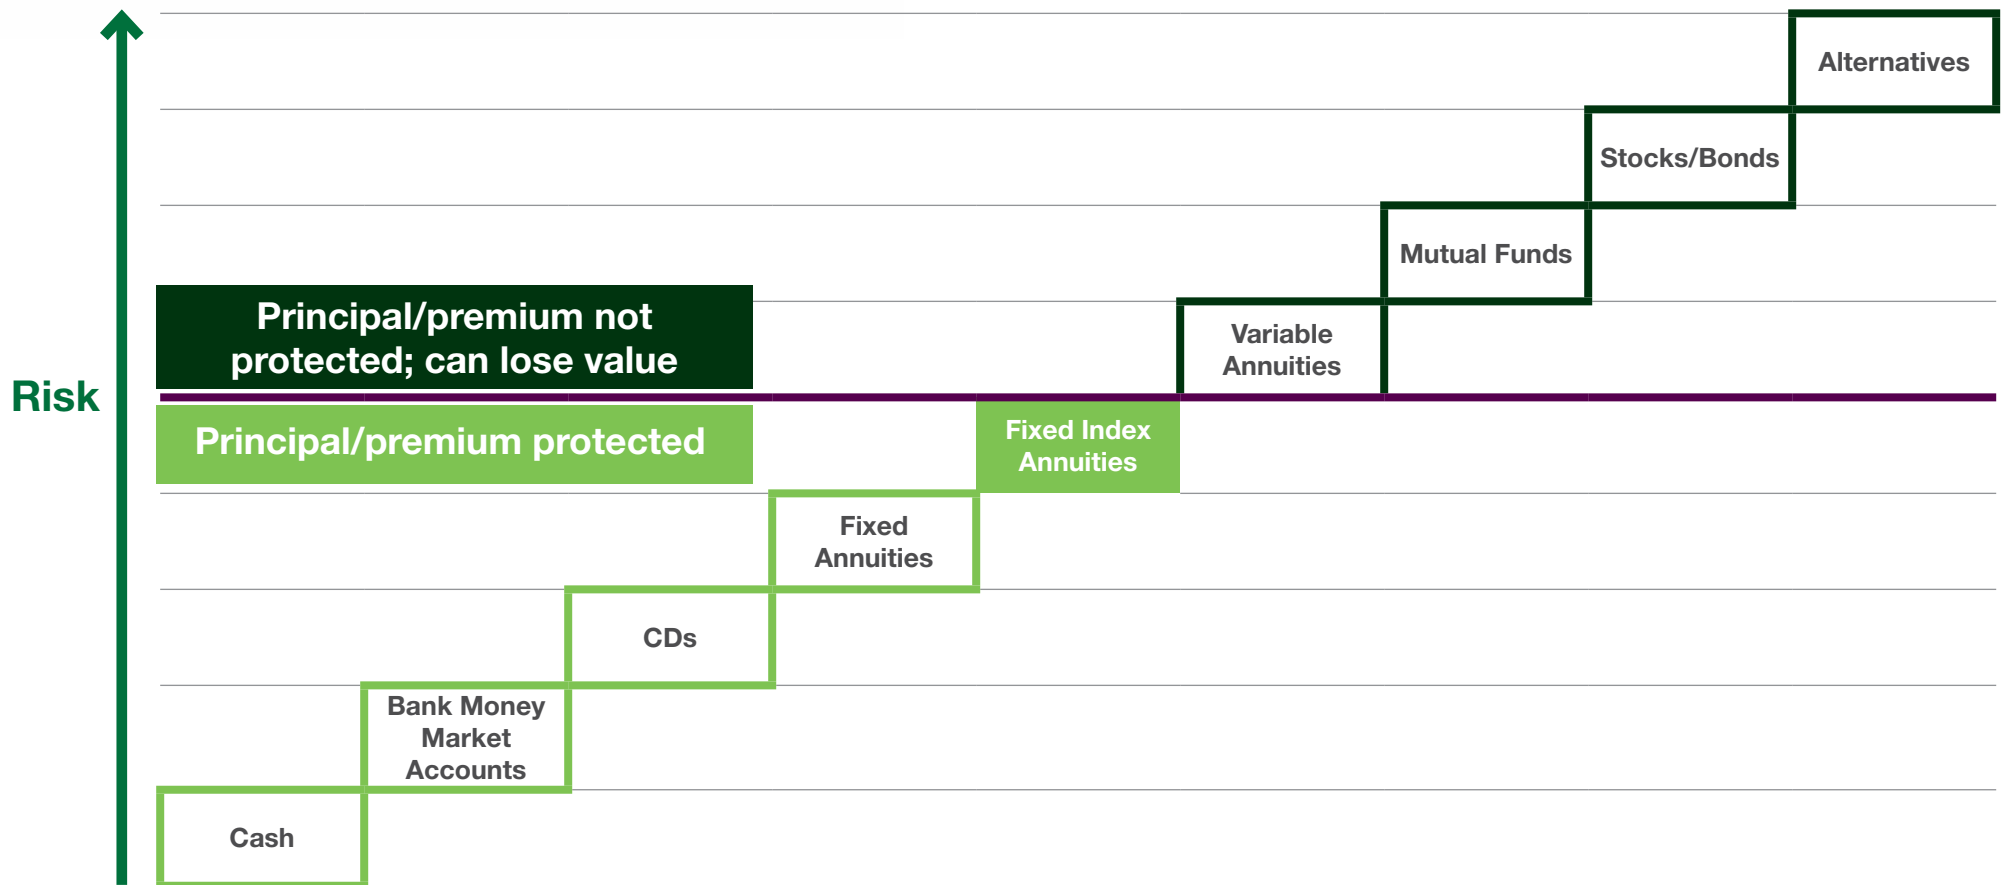 Alternatives
Stocks/Bonds
Mutual Funds
Principal/premium not
protected; can lose value
Variable
Annuities
Risk
Principal/premium protected
Fixed Index
Annuities
Fixed
Annuities
CDs
Bank Money
Market
Accounts
Cash